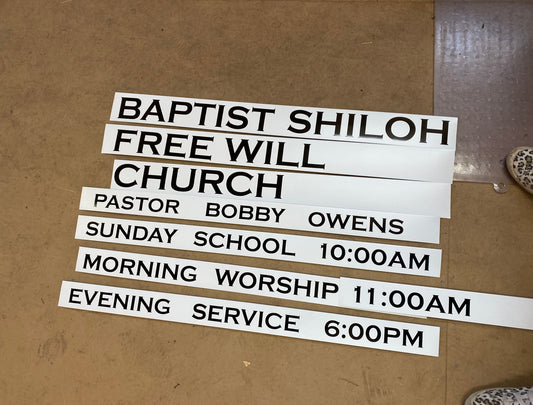 BAPTIST SHILOH
FREE WILL
CHURCH
PASTOR BOBBY OWENS
SUNDAY SCHOOL 10:00AM
MORNING WORSHIP 11:00AM
EVENING SERVICE 6:00PM